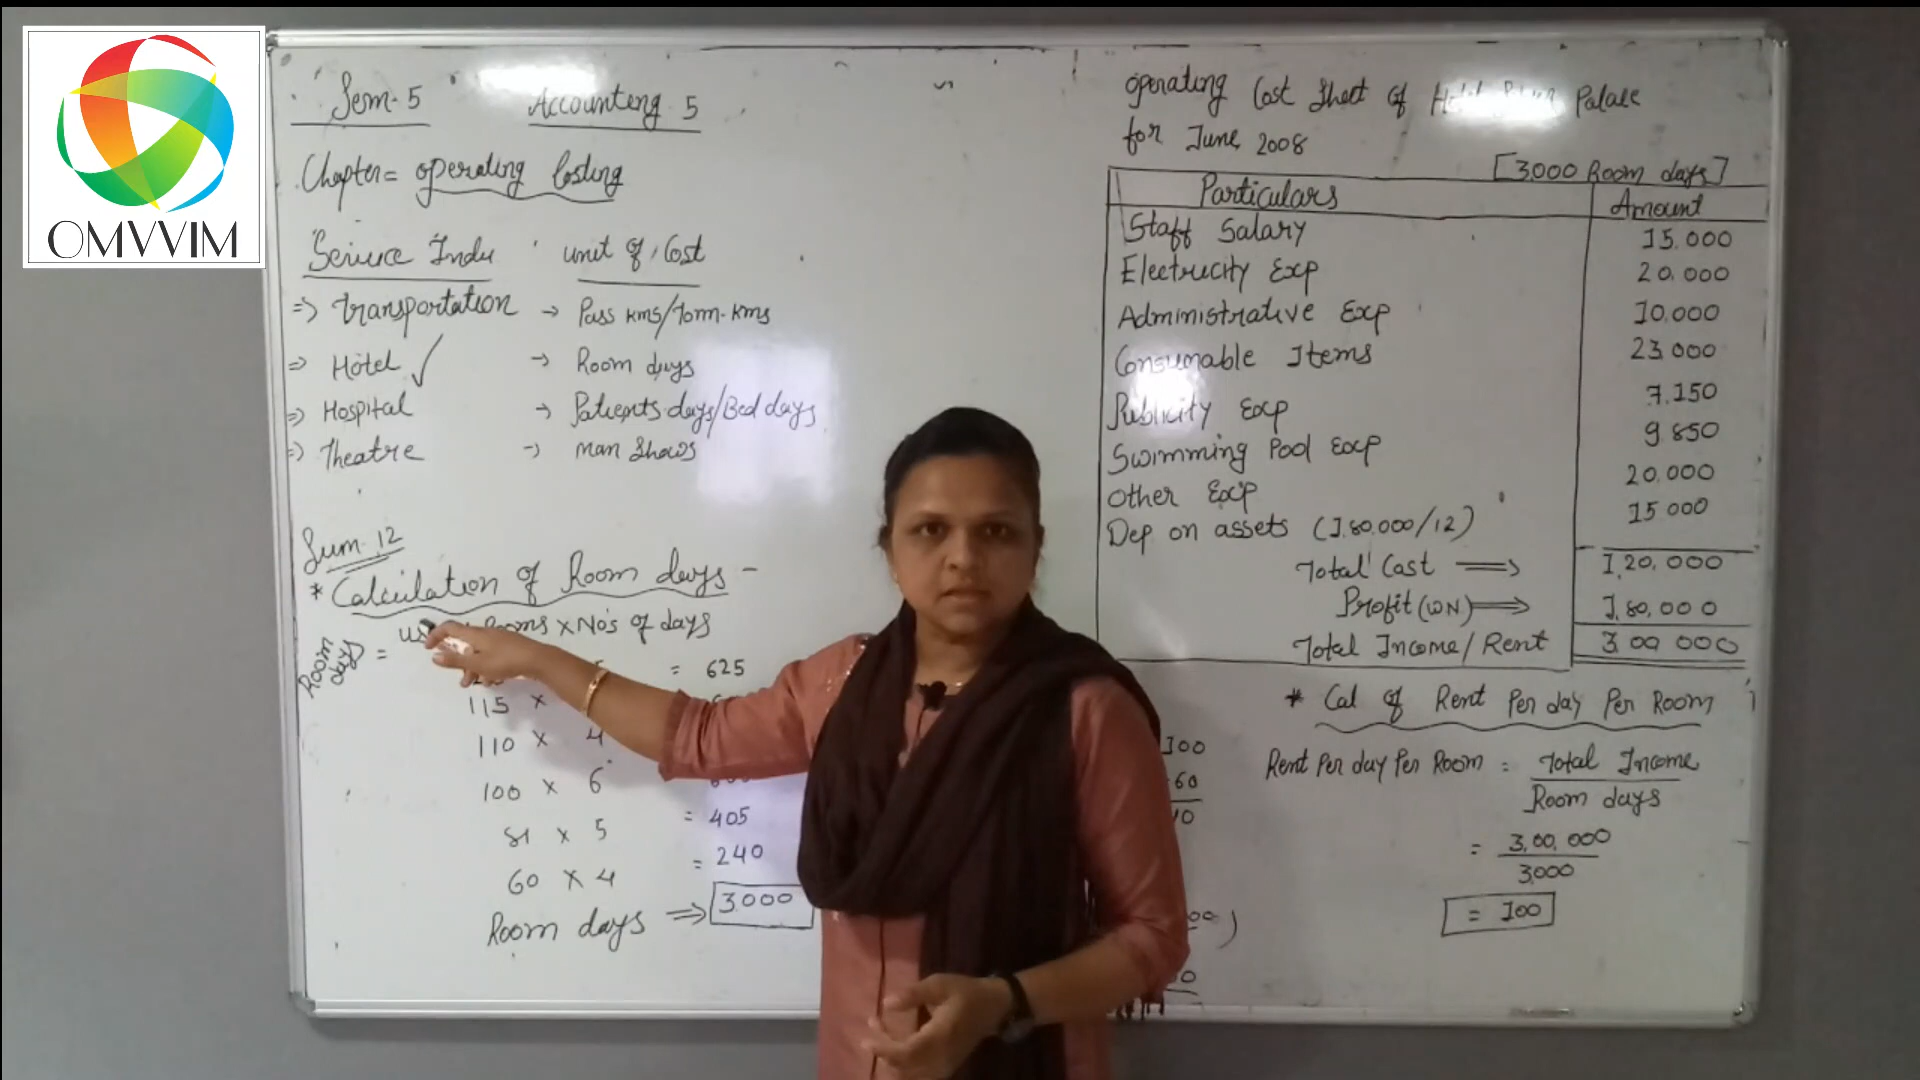 OMVVIM
Sem-5 Accounting 5
Chapter= operating Costing
Service Indu unit of Cost
=> Transportation -> Pass kms/Tonn-kms
=> Hotel ✓ -> Room days
=> Hospital -> Patients days/Bed days
=> Theatre -> Man Shows
Sum-12
* Calculation of Room days -
Room days = Rooms x No's of days
= 625
115 x
110 x 4
100 x 6
81 x 5 = 405
60 x 4 = 240
Room days => 3000
operating Cost Sheet of Hotel Palace
for June 2008
[3000 Room days]
Particulars Amount
Staff Salary 15.000
Electricity Exp 20.000
Administrative Exp 10.000
Consumable Items 23.000
Publicity Exp 7.150
Swimming Pool Exp 9.850
Other Exp 20.000
Dep on assets (1,80,000/12) 15.000
Total Cost => 1,20,000
Profit (WN) => 1,80,000
Total Income/Rent 3,00,000
* Cal of Rent Per day Per Room
Rent Per day Per Room = Total Income
Room days
= 3,00,000
3,000
= 100
100
60